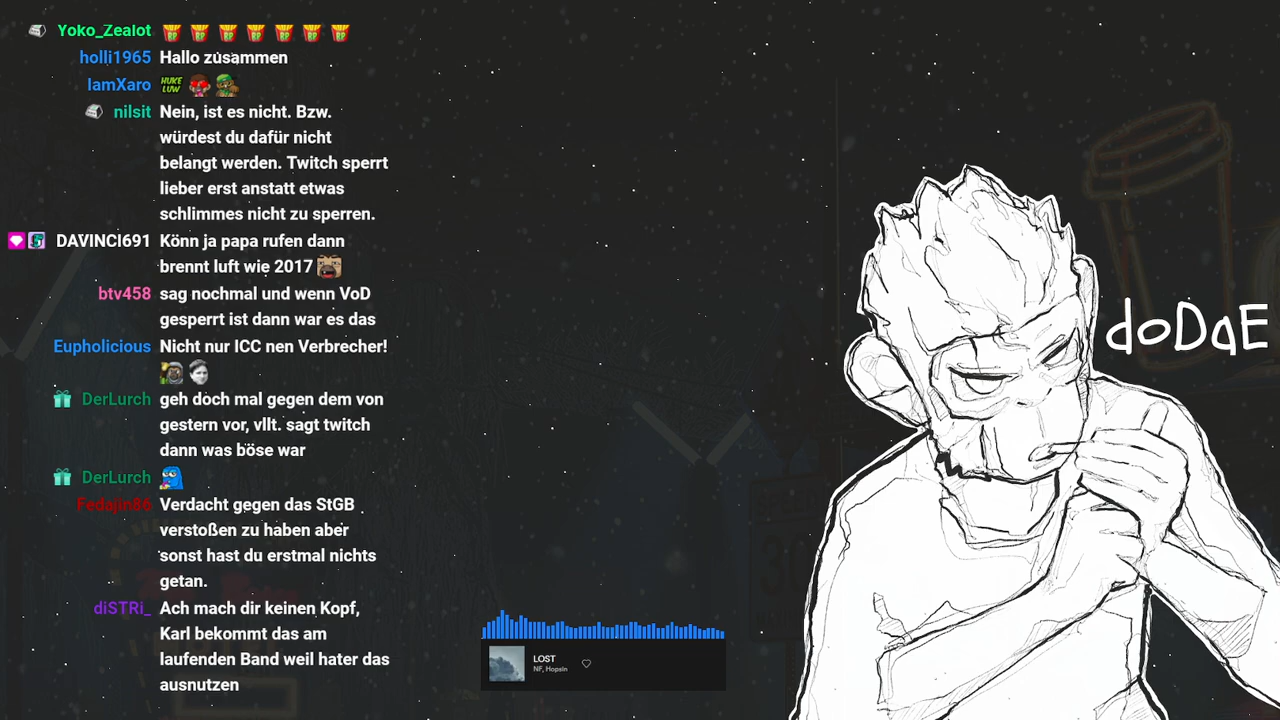 Yoko_Zealot
holli1965 Hallo zusammen
IamXaro HUKE LUW
nilsit Nein, ist es nicht. Bzw.
würdest du dafür nicht
belangt werden. Twitch sperrt
lieber erst anstatt etwas
schlimmes nicht zu sperren.
DAVINCI691 Könn ja papa rufen dann
brennt luft wie 2017
btv458 sag nochmal und wenn VoD
gesperrt ist dann war es das
Eupholicious Nicht nur ICC nen Verbrecher!
DerLurch geh doch mal gegen dem von
gestern vor, vllt. sagt twitch
dann was böse war
DerLurch
Fedajin86 Verdacht gegen das StGB
verstoßen zu haben aber
sonst hast du erstmal nichts
getan.
diSTRi_ Ach mach dir keinen Kopf,
Karl bekommt das am
laufenden Band weil hater das
ausnutzen
doDaE
LOST
NF, Hopsin